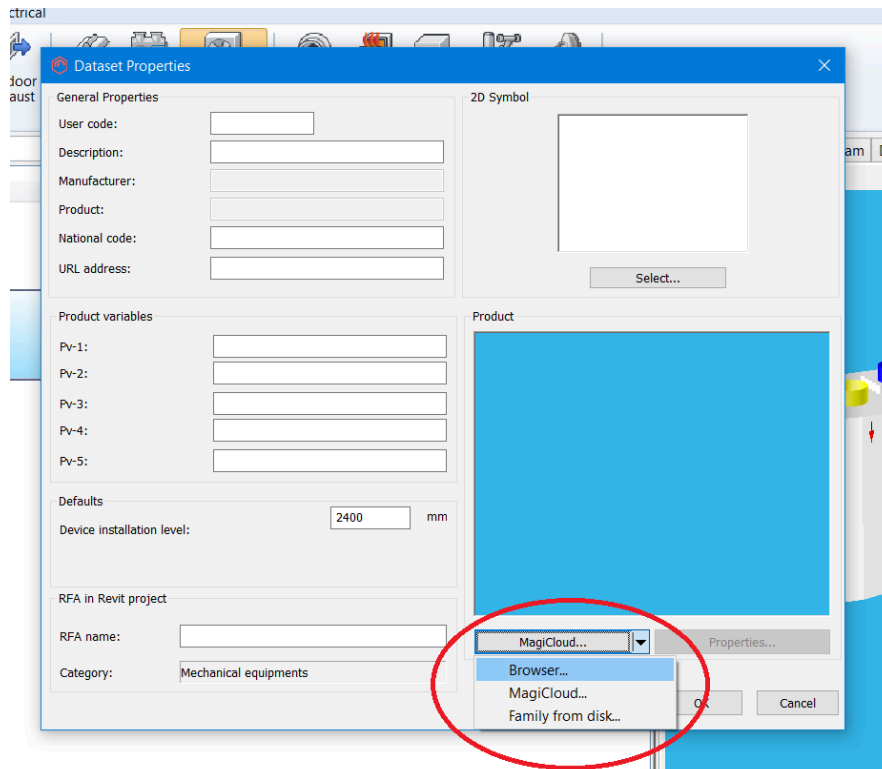 ctrical
door
aust
Dataset Properties
General Properties
User code:
Description:
Manufacturer:
Product:
National code:
URL address:
2D Symbol
Select...
am
Product variables
Pv-1:
Pv-2:
Pv-3:
Pv-4:
Pv-5:
Product
Defaults
Device installation level:
2400 mm
RFA in Revit project
RFA name:
Category: Mechanical equipments
MagiCloud...
Properties...
Browser...
MagiCloud...
Family from disk...
OK
Cancel